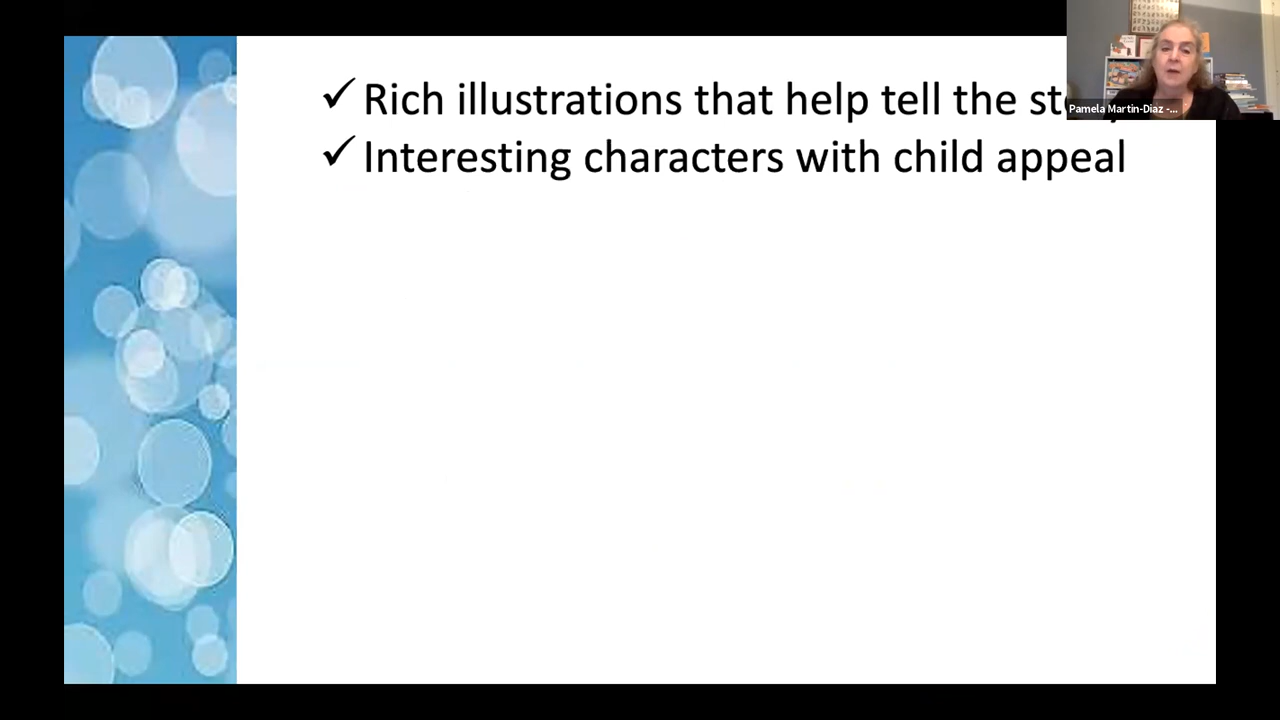 ✓ Rich illustrations that help tell the
✓ Interesting characters with child appeal
Pamela Martin-Diaz -...